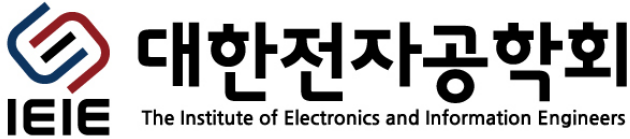 IEIE
대한전자공학회
The Institute of Electronics and Information Engineers